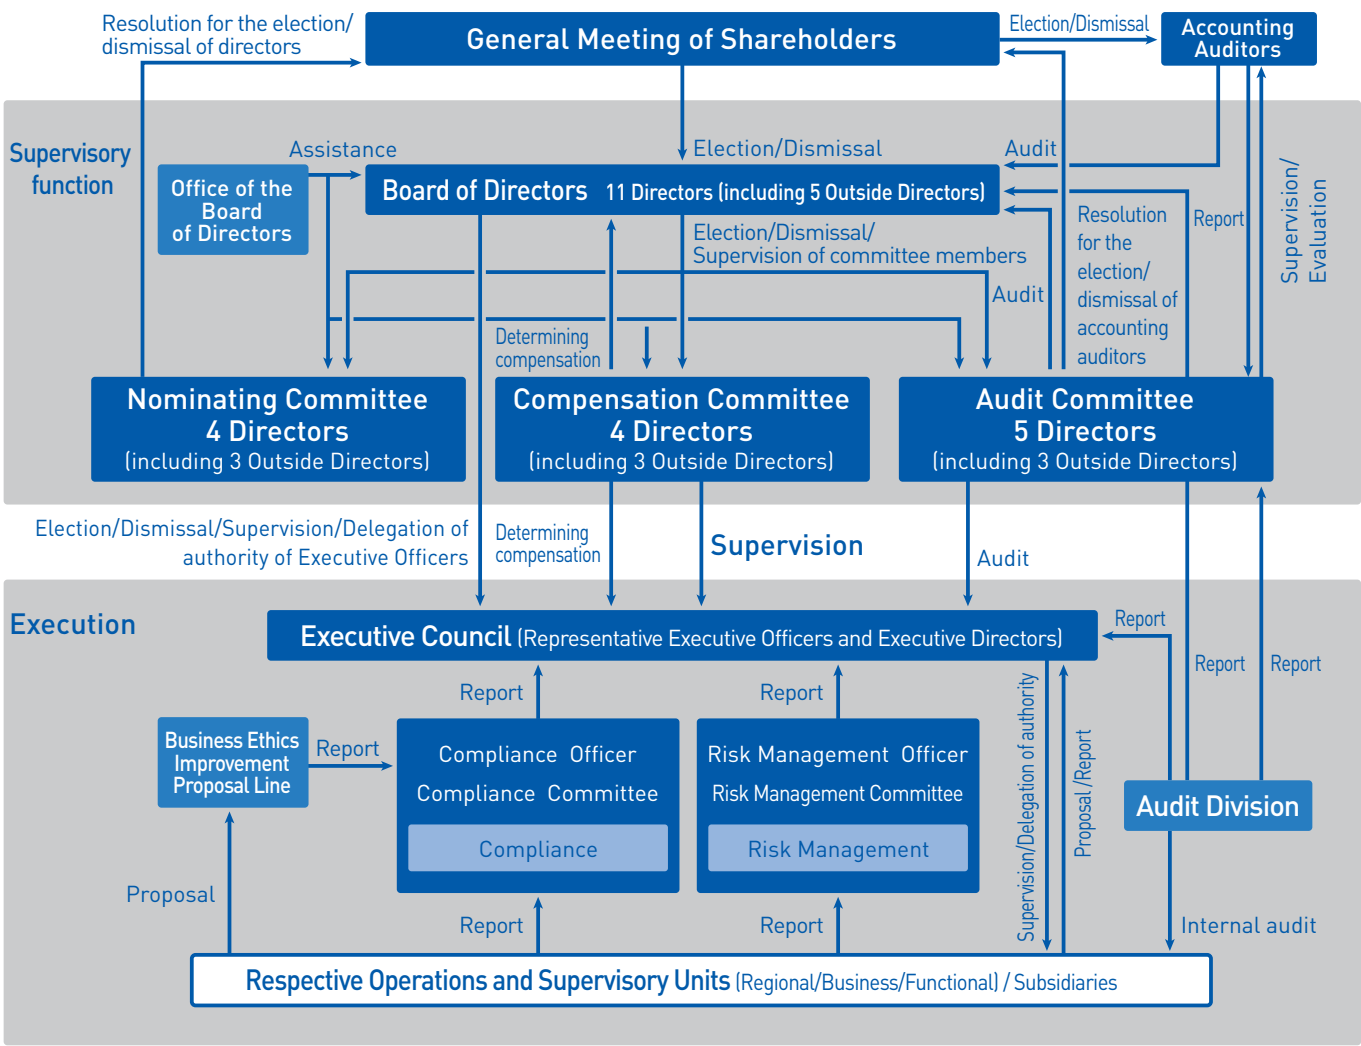 Resolution for the election/
dismissal of directors
General Meeting of Shareholders
Election/Dismissal
Accounting
Auditors
Supervisory
function
Assistance
Election/Dismissal
Audit
Office of the
Board
of Directors
Board of Directors 11 Directors (including 5 Outside Directors)
Election/Dismissal/
Supervision of committee members
Audit
Resolution
for the
election/
dismissal of
accounting
auditors
Report
Supervision/
Evaluation
Determining
compensation
Nominating Committee
4 Directors
(including 3 Outside Directors)
Compensation Committee
4 Directors
(including 3 Outside Directors)
Audit Committee
5 Directors
(including 3 Outside Directors)
Election/Dismissal/Supervision/Delegation of
authority of Executive Officers
Determining
compensation
Supervision
Audit
Execution
Executive Council (Representative Executive Officers and Executive Directors)
Report
Report
Report
Report
Report
Business Ethics
Improvement
Proposal Line
Report
Compliance Officer
Compliance Committee
Compliance
Risk Management Officer
Risk Management Committee
Risk Management
Supervision/Delegation of authority
Proposal /Report
Audit Division
Proposal
Report
Report
Internal audit
Respective Operations and Supervisory Units (Regional/Business/Functional) / Subsidiaries